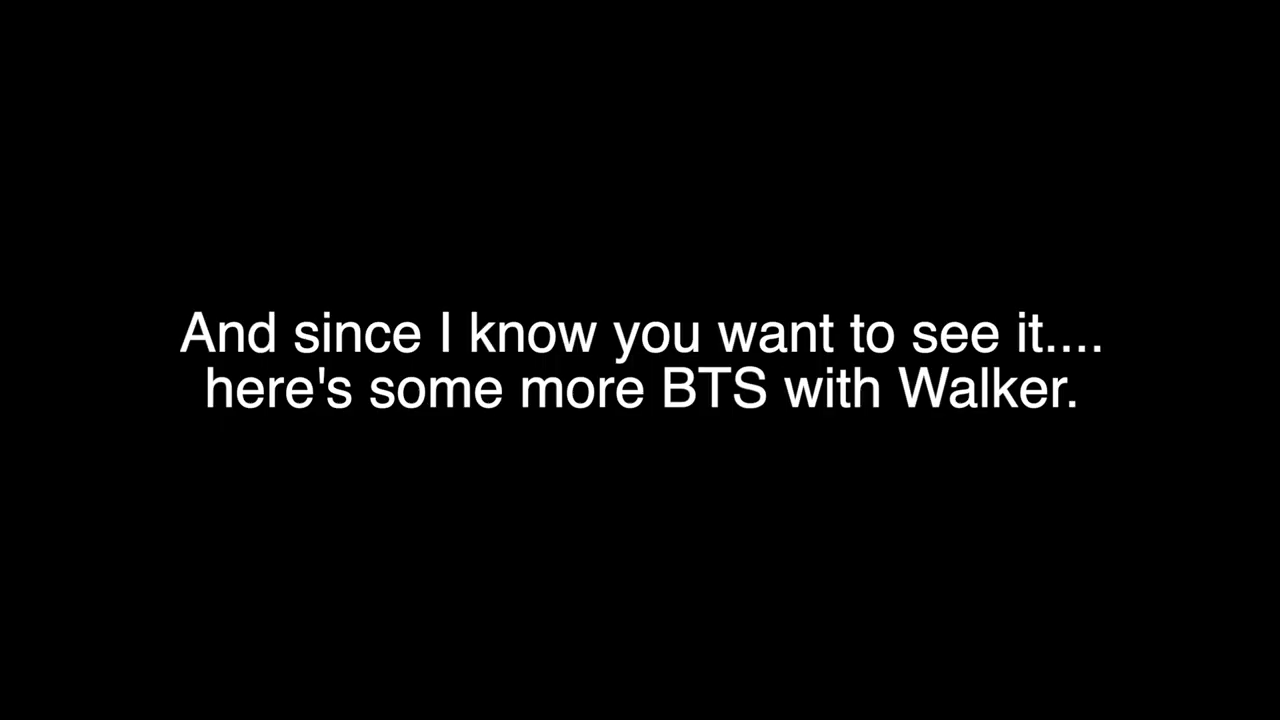 And since I know you want to see it....
here's some more BTS with Walker.